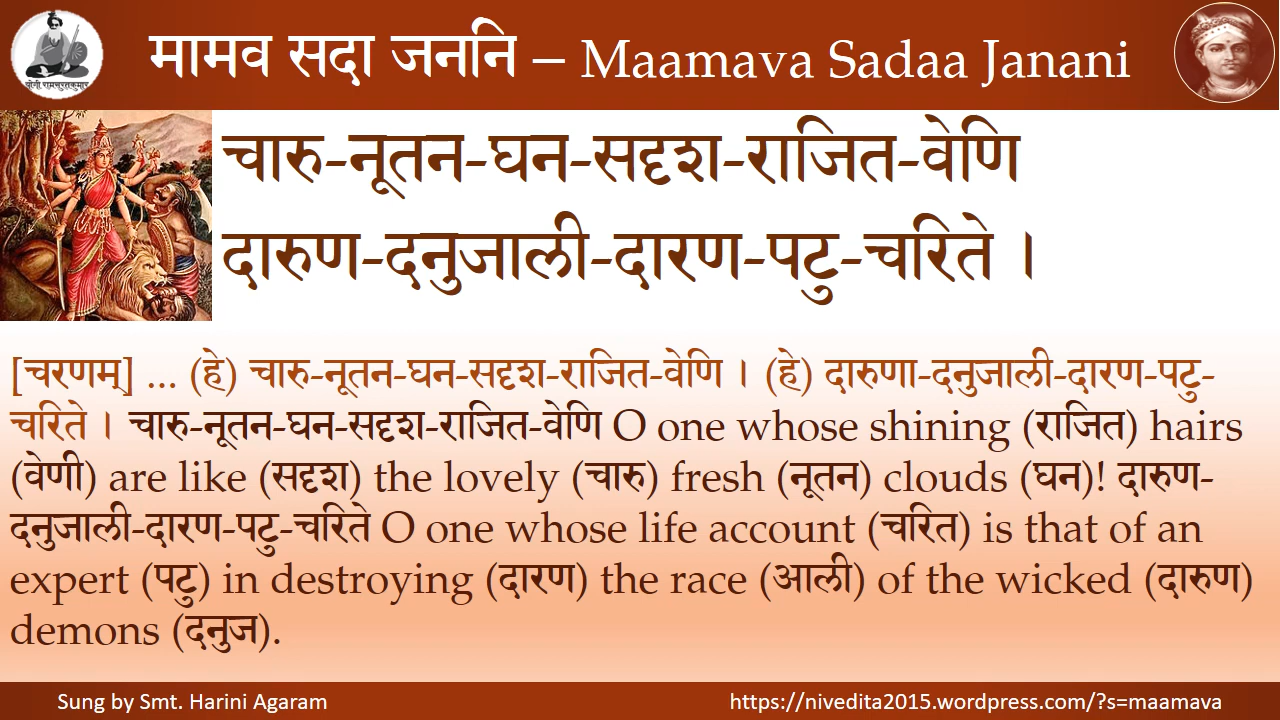 मामव सदा जननि – Maamava Sadaa Janani
योगी रामसुरतकुमार
चारु-नूतन-घन-सदृश-राजित-वेणि
दारुण-दनुजाली-दारण-पटु-चरिते ।
[चरणम्] ... (हे) चारु-नूतन-घन-सदृश-राजित-वेणि । (हे) दारुणा-दनुजाली-दारण-पटु-
चरिते । चारु-नूतन-घन-सदृश-राजित-वेणि O one whose shining (राजित) hairs
(वेणी) are like (सदृश) the lovely (चारु) fresh (नूतन) clouds (घन)! दारुण-
दनुजाली-दारण-पटु-चरिते O one whose life account (चरित) is that of an
expert (पटु) in destroying (दारण) the race (आली) of the wicked (दारुण)
demons (दनुज).
Sung by Smt. Harini Agaram
https://nivedita2015.wordpress.com/?s=maamava